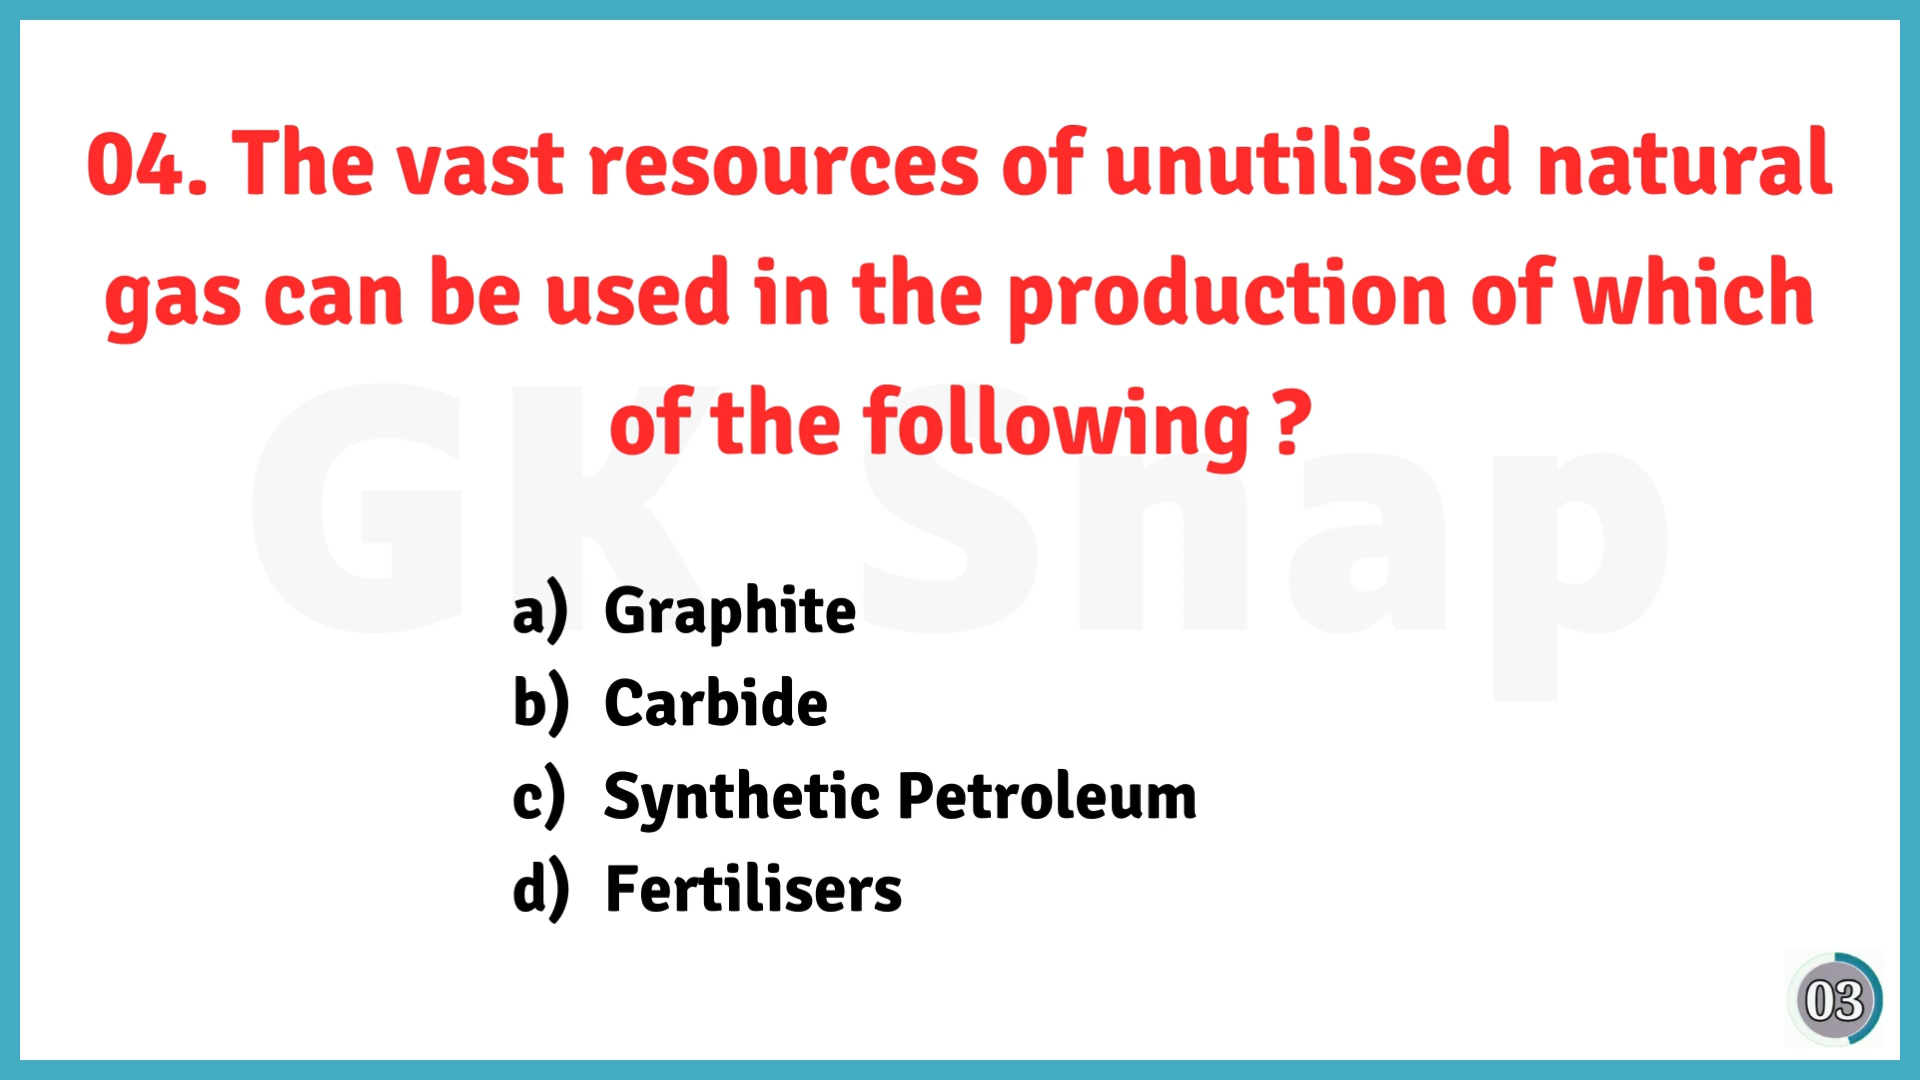 04. The vast resources of unutilised natural
gas can be used in the production of which
of the following ?
GK Snap
a) Graphite
b) Carbide
c) Synthetic Petroleum
d) Fertilisers
03